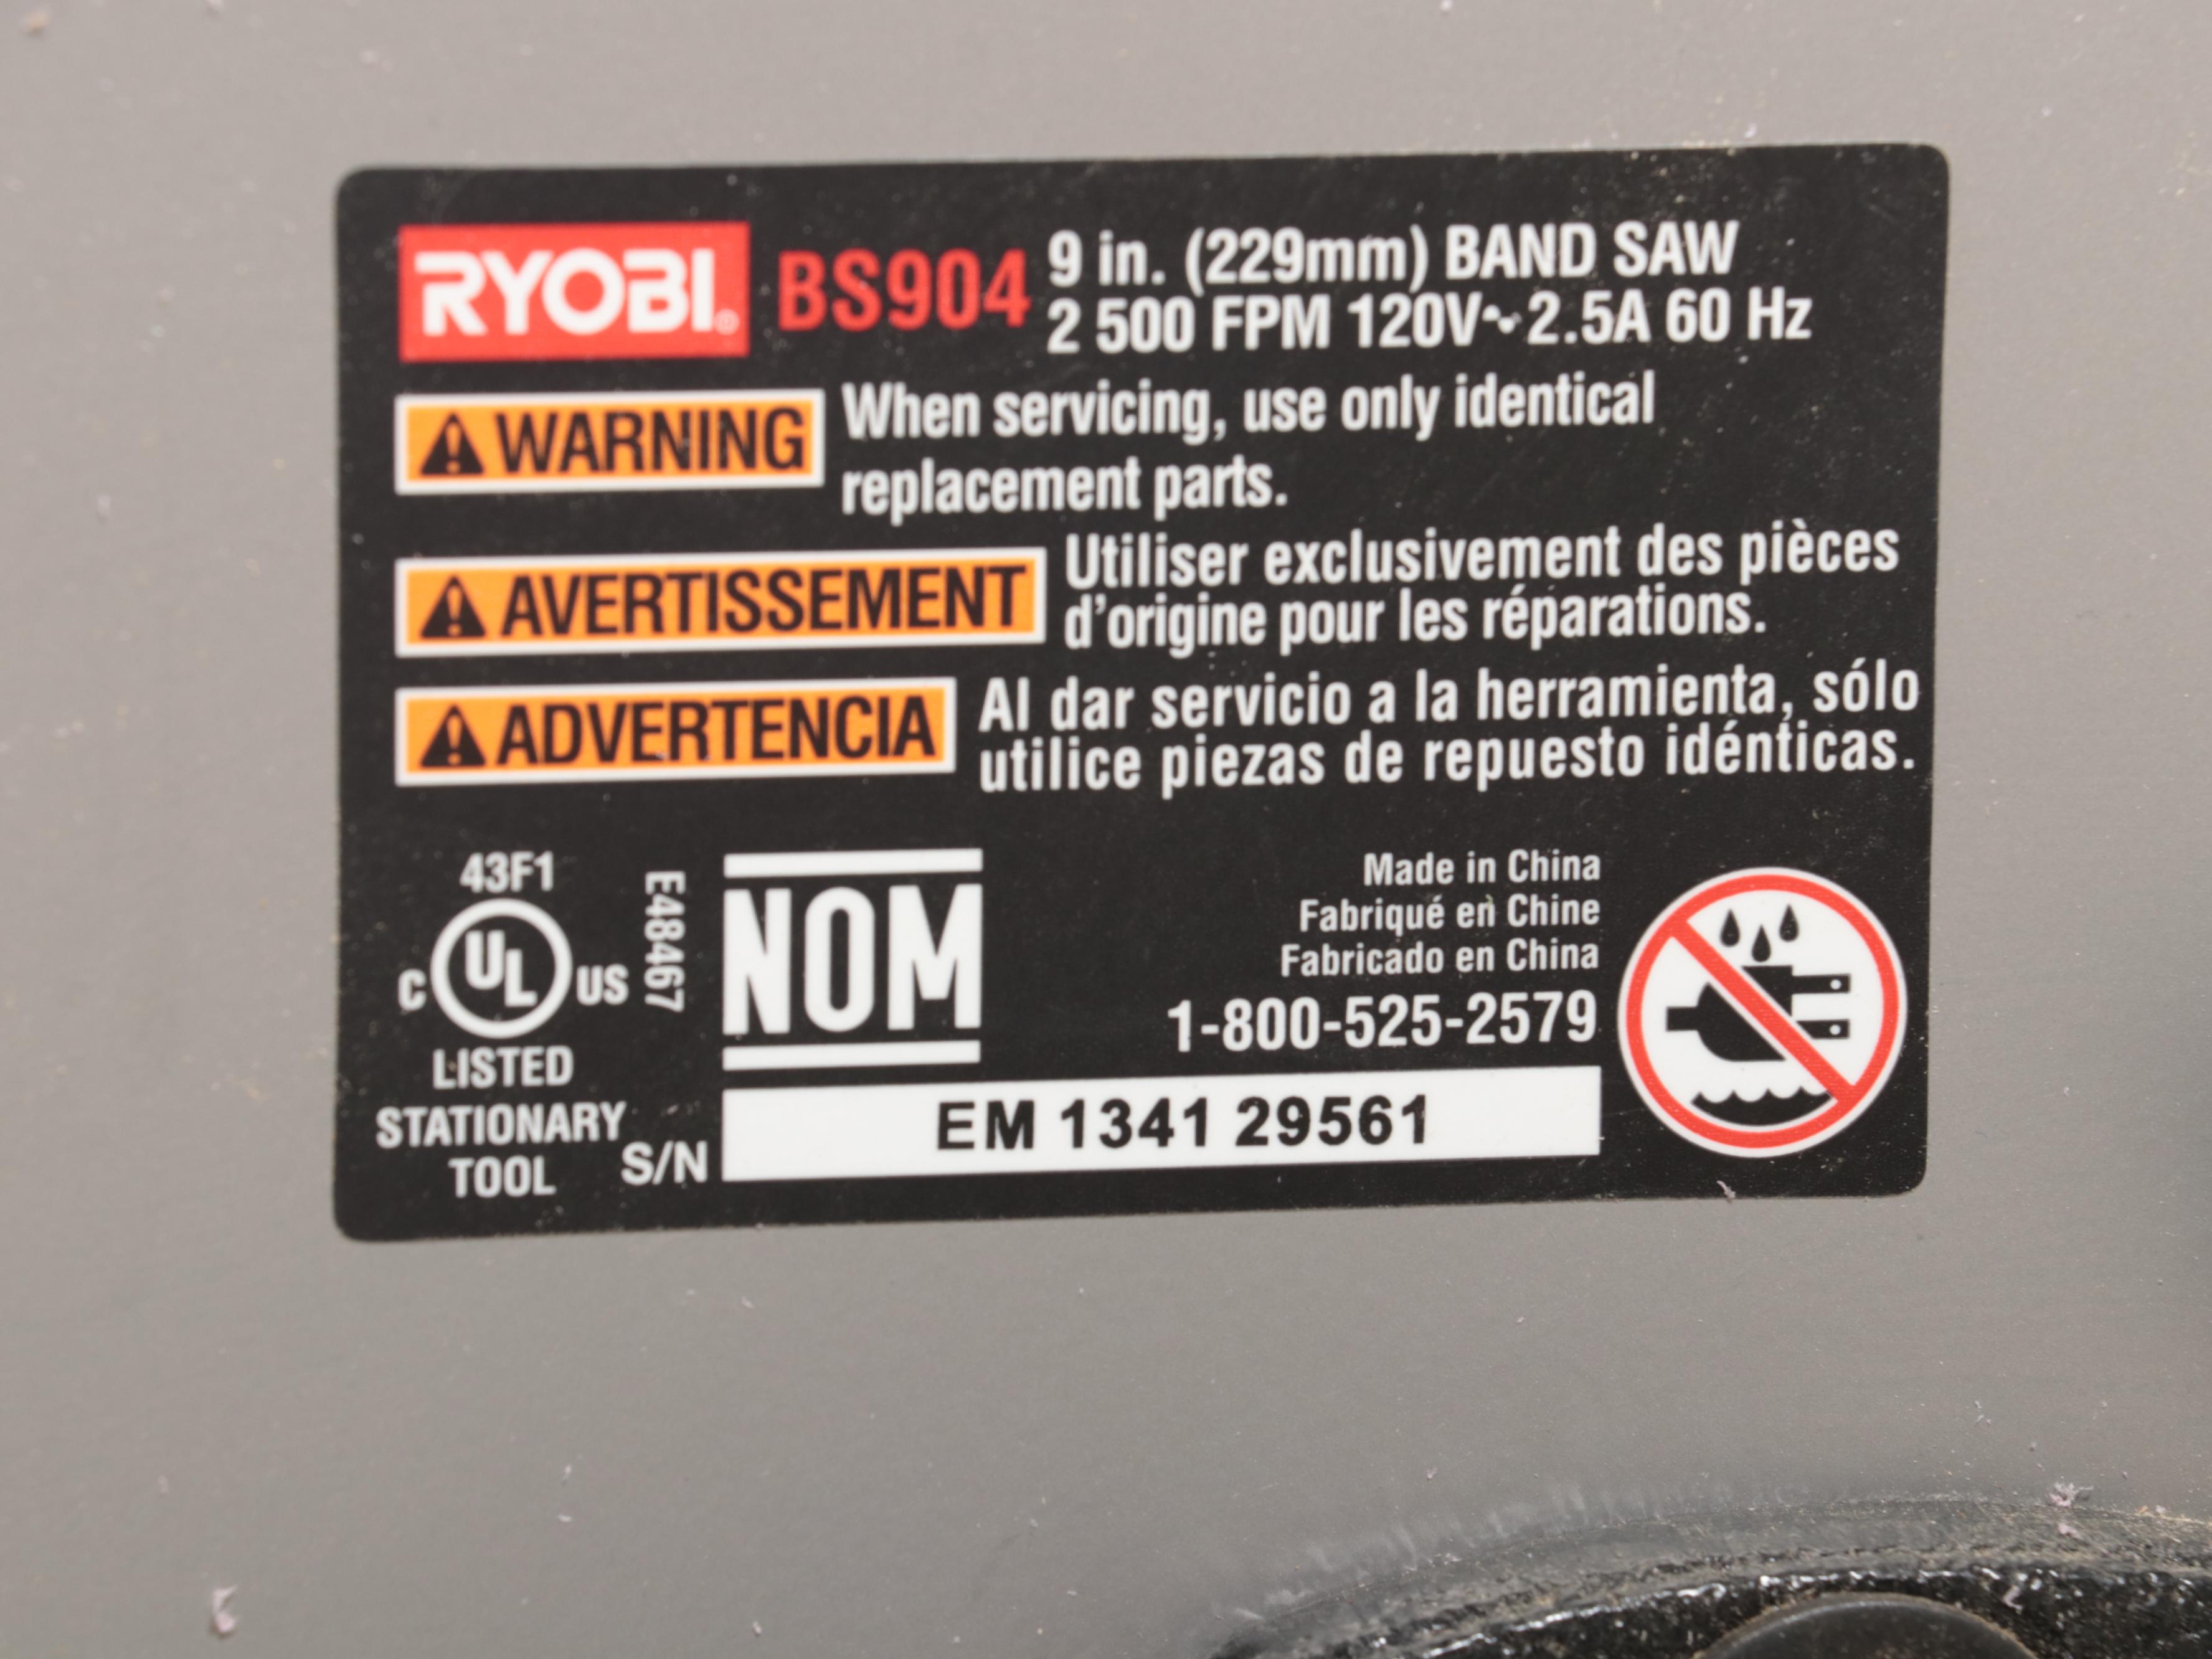 RYOBI® BS904 9 in. (229mm) BAND SAW
2 500 FPM 120V~2.5A 60 Hz
WARNING When servicing, use only identical
replacement parts.
AVERTISSEMENT Utiliser exclusivement des pièces
d'origine pour les réparations.
ADVERTENCIA Al dar servicio a la herramienta, sólo
utilice piezas de repuesto idénticas.
43F1
C UL US
LISTED
STATIONARY
TOOL
E48467
NOM
Made in China
Fabriqué en Chine
Fabricado en China
1-800-525-2579
S/N EM 1341 29561